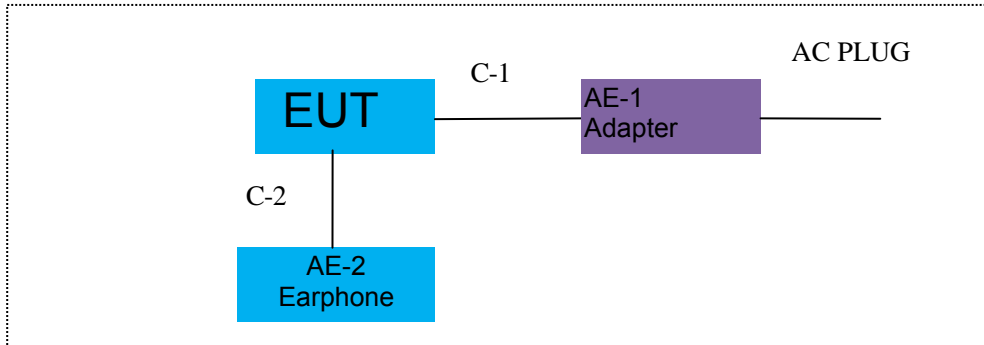 AC PLUG
C-1
EUT
AE-1
Adapter
C-2
AE-2
Earphone